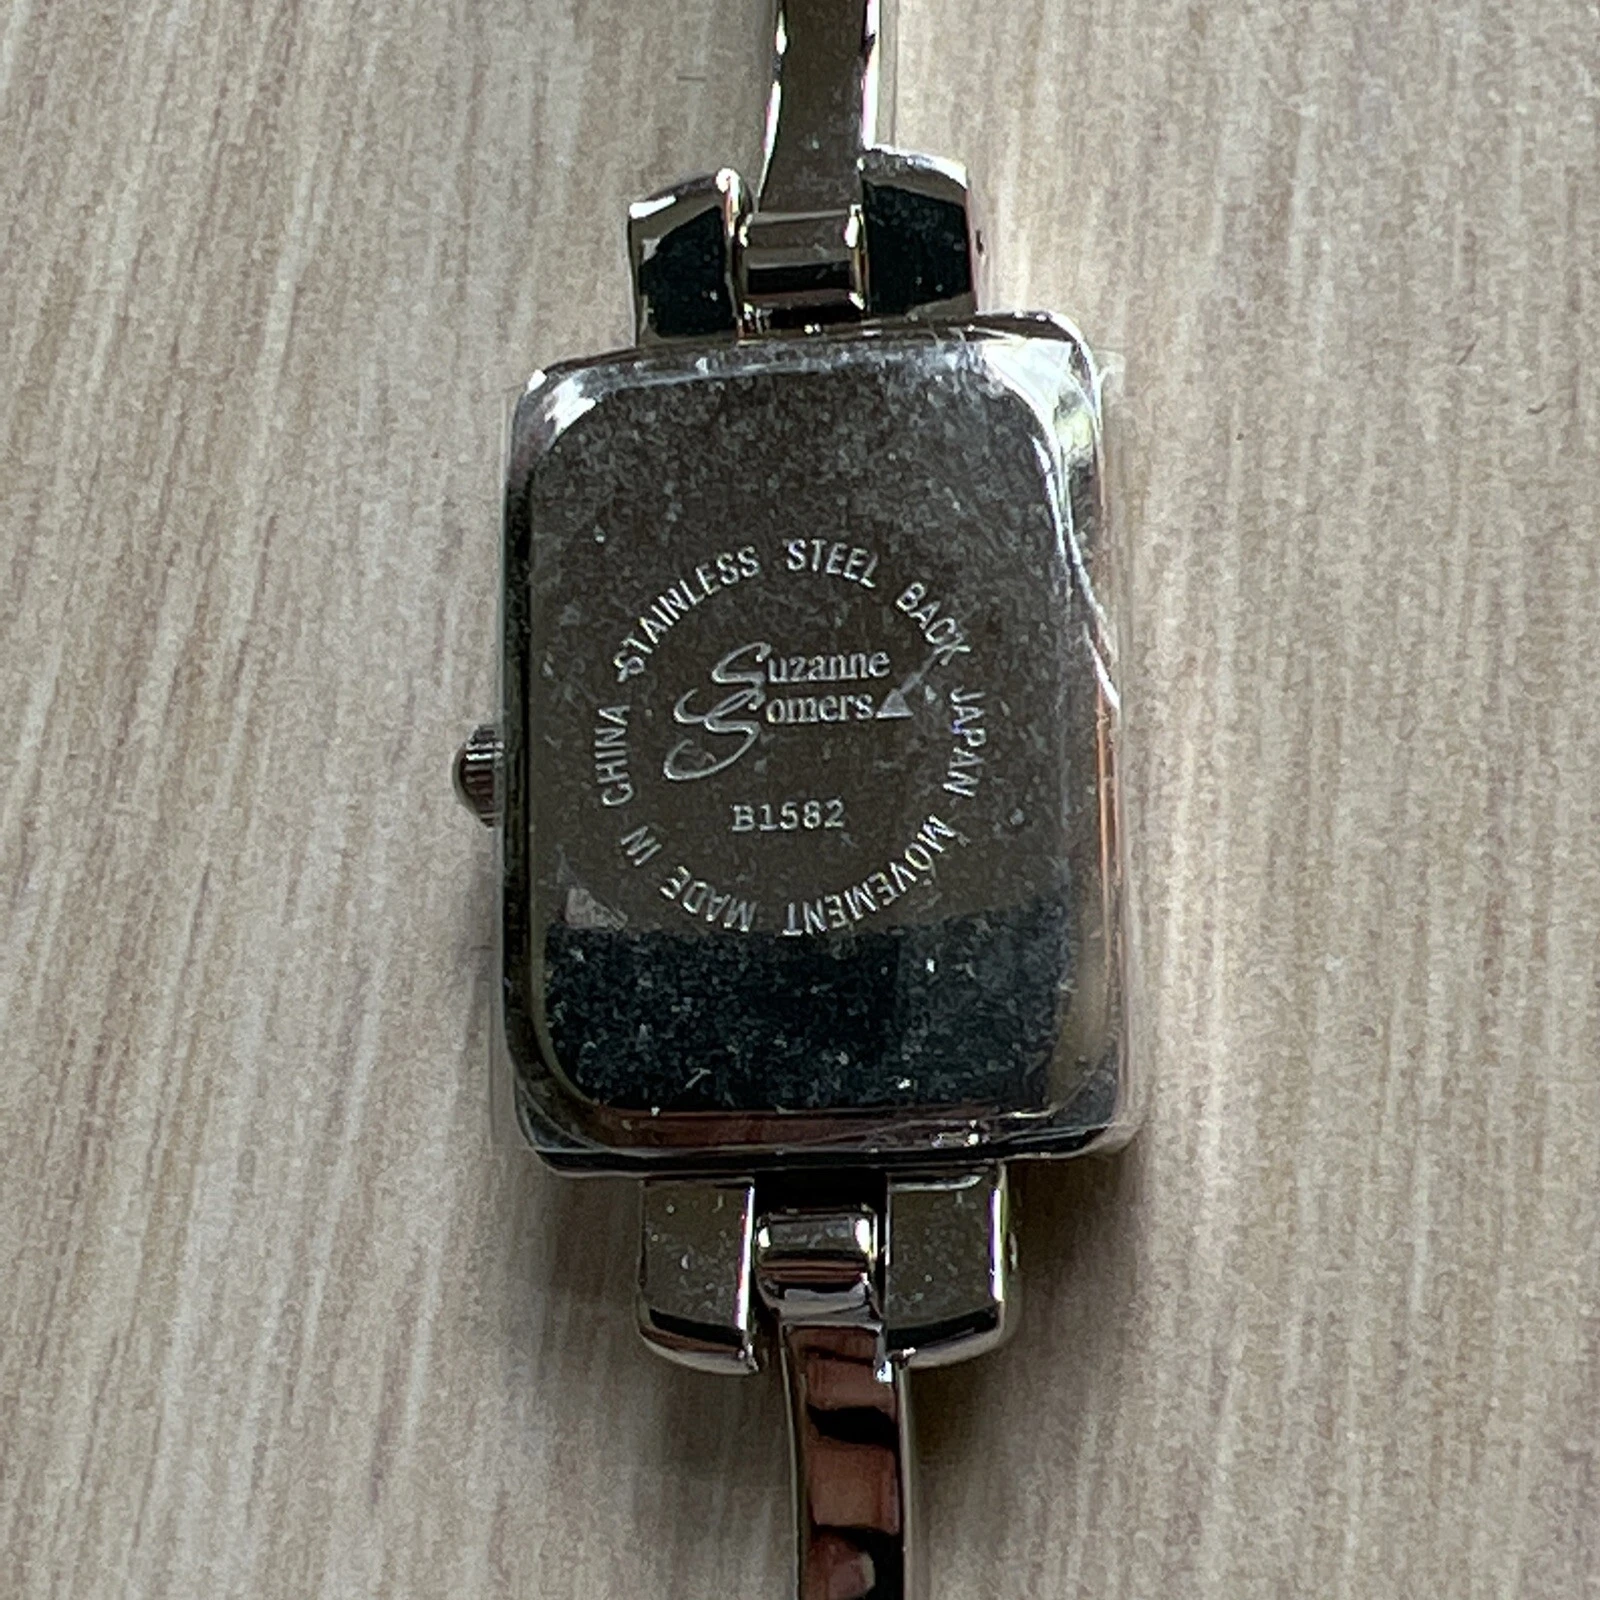 STAINLESS STEEL BACK JAPAN MOVEMENT MADE IN CHINA
Suzanne
Somers
B1582